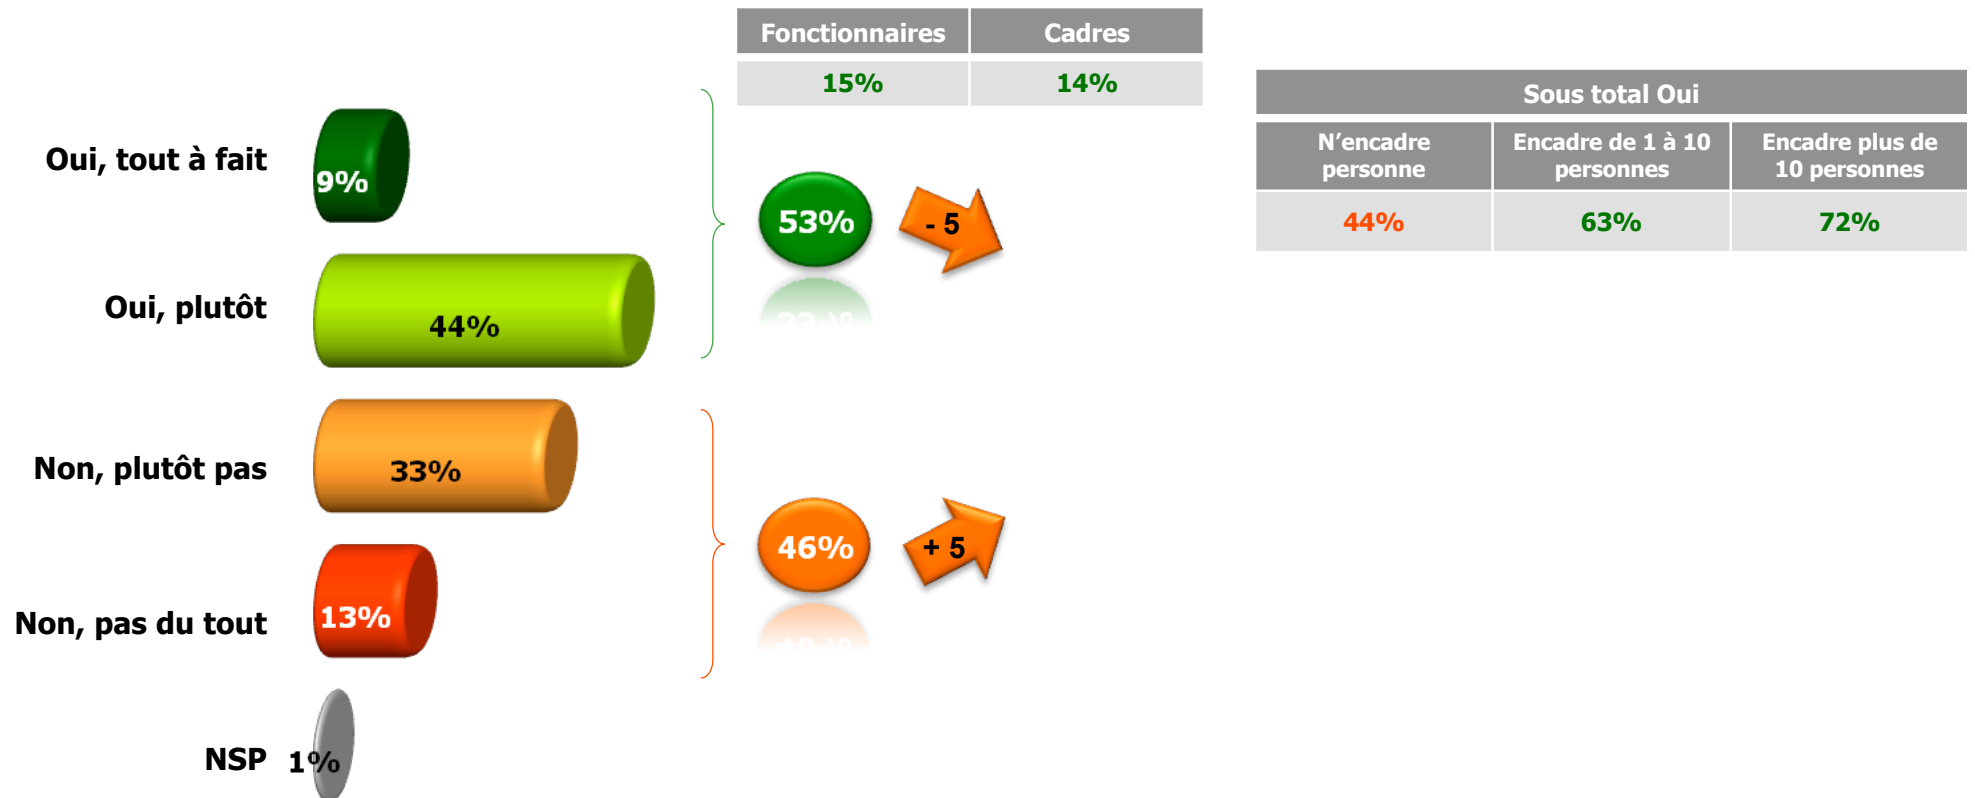 Fonctionnaires Cadres
15% 14%
Sous total Oui
N’encadre personne Encadre de 1 à 10 personnes Encadre plus de 10 personnes
44% 63% 72%
Oui, tout à fait 9%
53% - 5
Oui, plutôt 44%
Non, plutôt pas 33%
46% + 5
Non, pas du tout 13%
NSP 1%